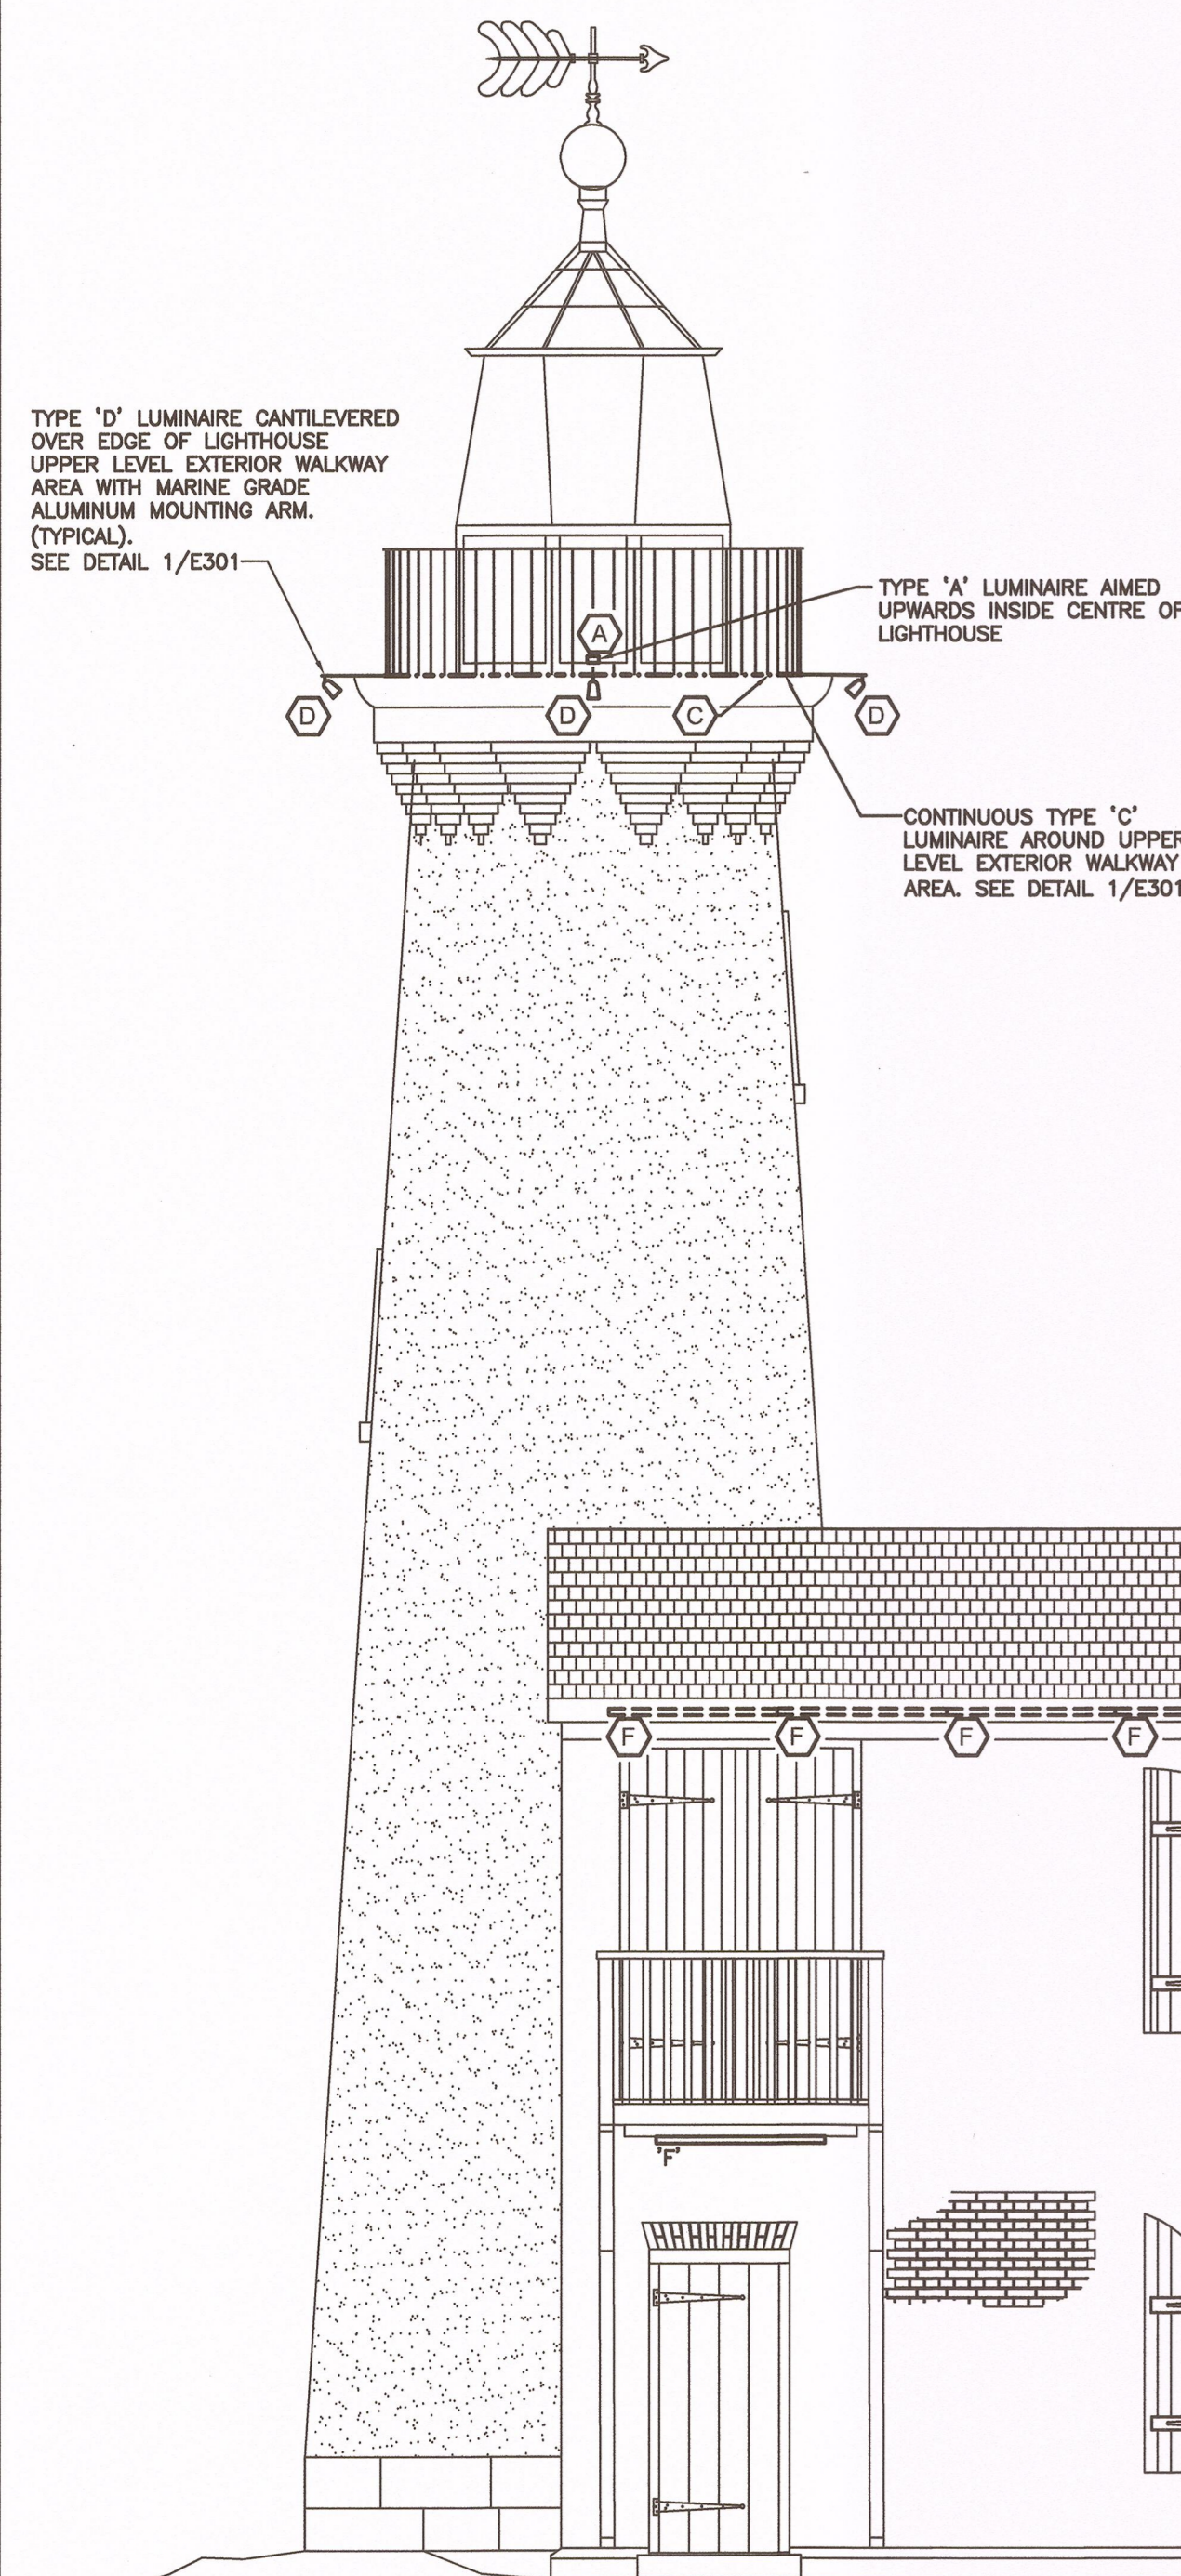 TYPE 'D' LUMINAIRE CANTILEVERED
OVER EDGE OF LIGHTHOUSE
UPPER LEVEL EXTERIOR WALKWAY
AREA WITH MARINE GRADE
ALUMINUM MOUNTING ARM.
(TYPICAL).
SEE DETAIL 1/E301
TYPE 'A' LUMINAIRE AIMED
UPWARDS INSIDE CENTRE OF
LIGHTHOUSE
A
D
D
C
D
CONTINUOUS TYPE 'C'
LUMINAIRE AROUND UPPER
LEVEL EXTERIOR WALKWAY
AREA. SEE DETAIL 1/E301
F
F
F
F
'F'